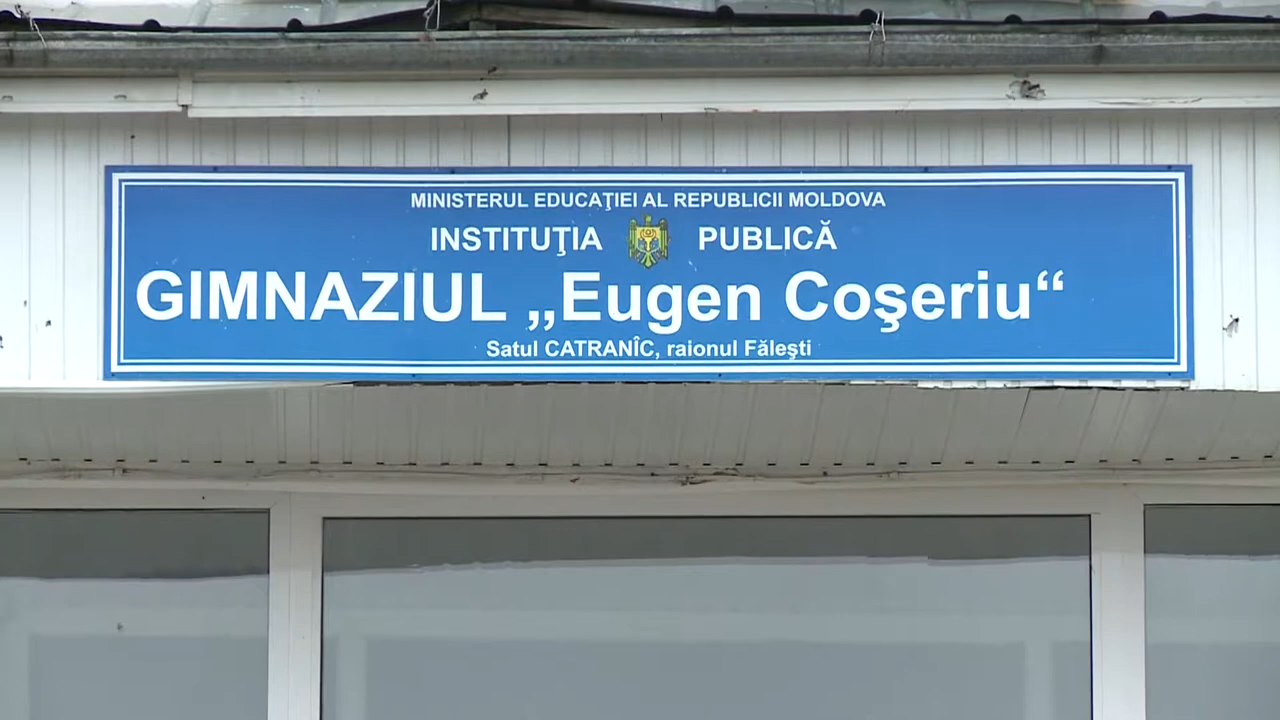 MINISTERUL EDUCAŢIEI AL REPUBLICII MOLDOVA
INSTITUŢIA PUBLICĂ
GIMNAZIUL „Eugen Coşeriu“
Satul CATRANÎC, raionul Făleşti